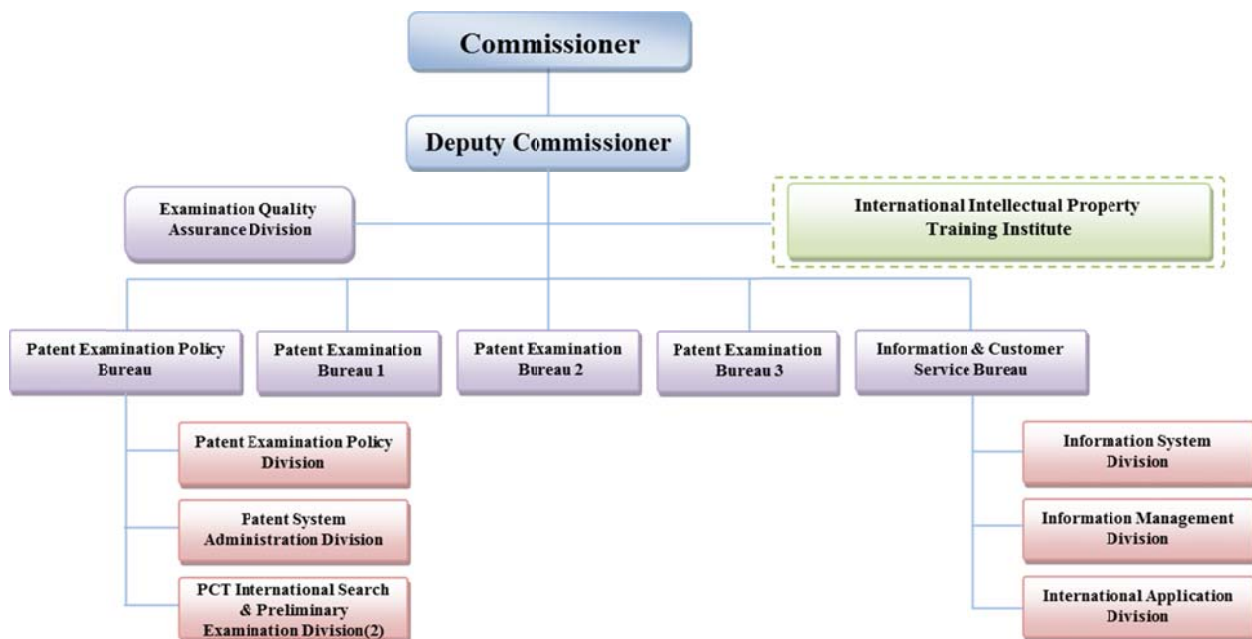 Commissioner
Deputy Commissioner
Examination Quality
Assurance Division
International Intellectual Property
Training Institute
Patent Examination Policy
Bureau
Patent Examination
Bureau 1
Patent Examination
Bureau 2
Patent Examination
Bureau 3
Information & Customer
Service Bureau
Patent Examination Policy
Division
Patent System
Administration Division
PCT International Search
& Preliminary
Examination Division(2)
Information System
Division
Information Management
Division
International Application
Division